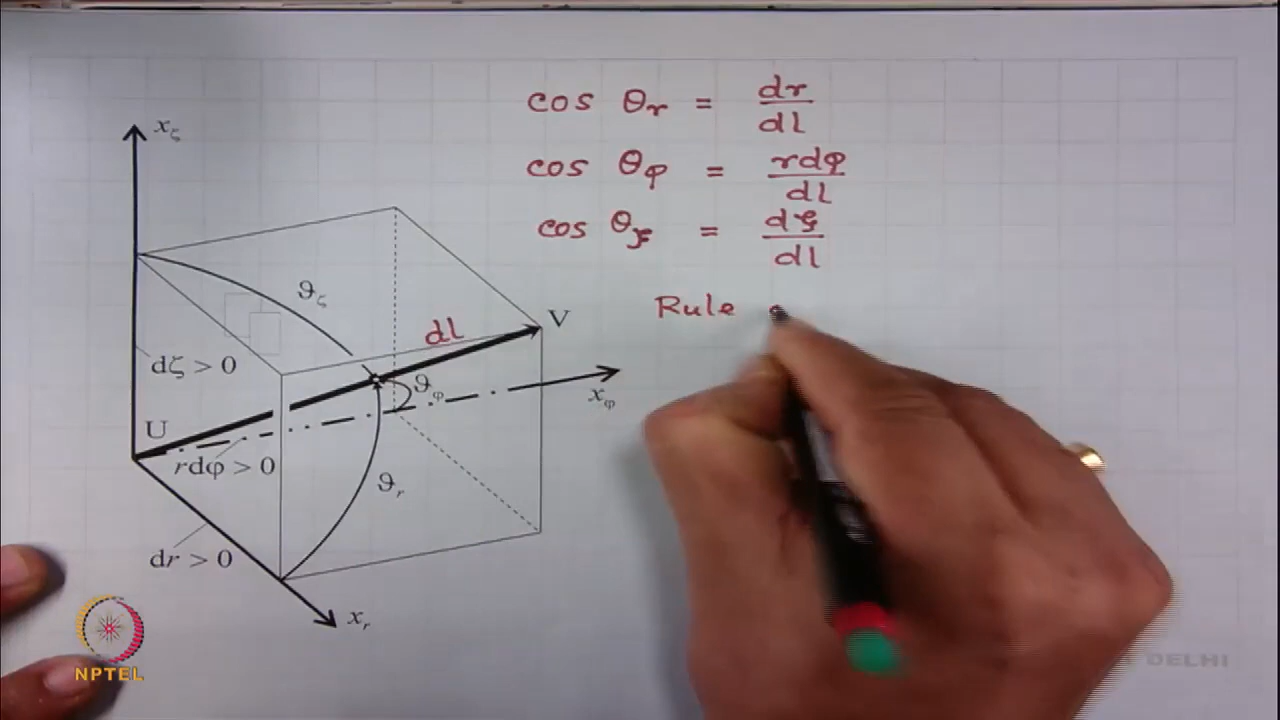 cos θr = dr/dl
cos θφ = rdφ/dl
cos θζ = dζ/dl
Rule
xζ
ϑζ
dl
V
dζ > 0
ϑφ
xφ
U
rdφ > 0
ϑr
dr > 0
xr
NPTEL
DELHI